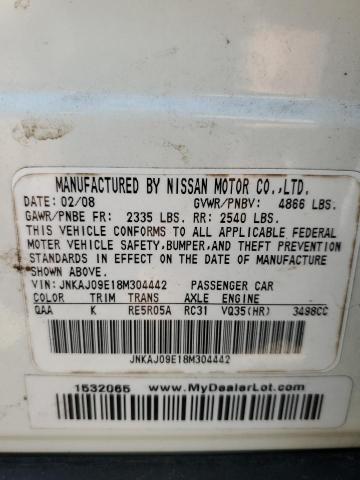 MANUFACTURED BY NISSAN MOTOR CO.,LTD.
DATE: 02/08 GVWR/PNBV: 4866 LBS.
GAWR/PNBE FR: 2335 LBS. RR: 2540 LBS.
THIS VEHICLE CONFORMS TO ALL APPLICABLE FEDERAL
MOTER VEHICLE SAFETY,BUMPER,AND THEFT PREVENTION
STANDARDS IN EFFECT ON THE DATE OF MANUFACTURE
SHOWN ABOVE.
VIN: JNKAJ09E18M304442 PASSENGER CAR
COLOR TRIM TRANS AXLE ENGINE
QAA K RE5R05A RC31 VQ35(HR) 3498CC
JNKAJ09E18M304442
1532065 www.MyDealerLot.com